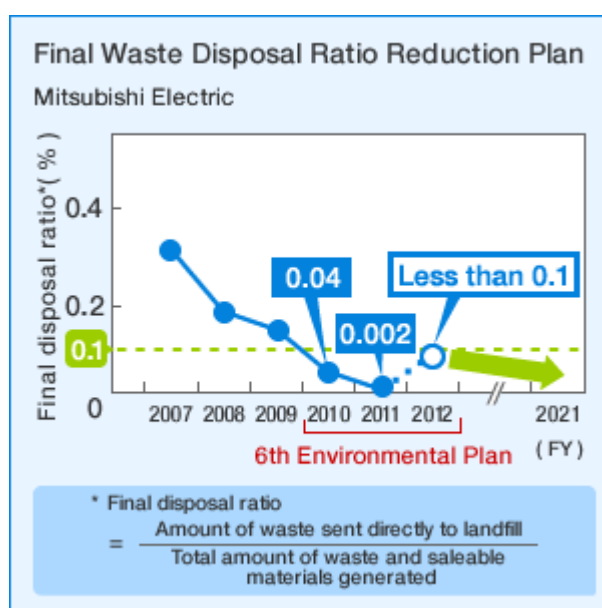 Final Waste Disposal Ratio Reduction Plan
Mitsubishi Electric
Final disposal ratio*( % )
0.4
0.2
0.1
0
0.04
0.002
Less than 0.1
2007 2008 2009 2010 2011 2012 // 2021
( FY )
6th Environmental Plan
* Final disposal ratio
= Amount of waste sent directly to landfill
Total amount of waste and saleable
materials generated